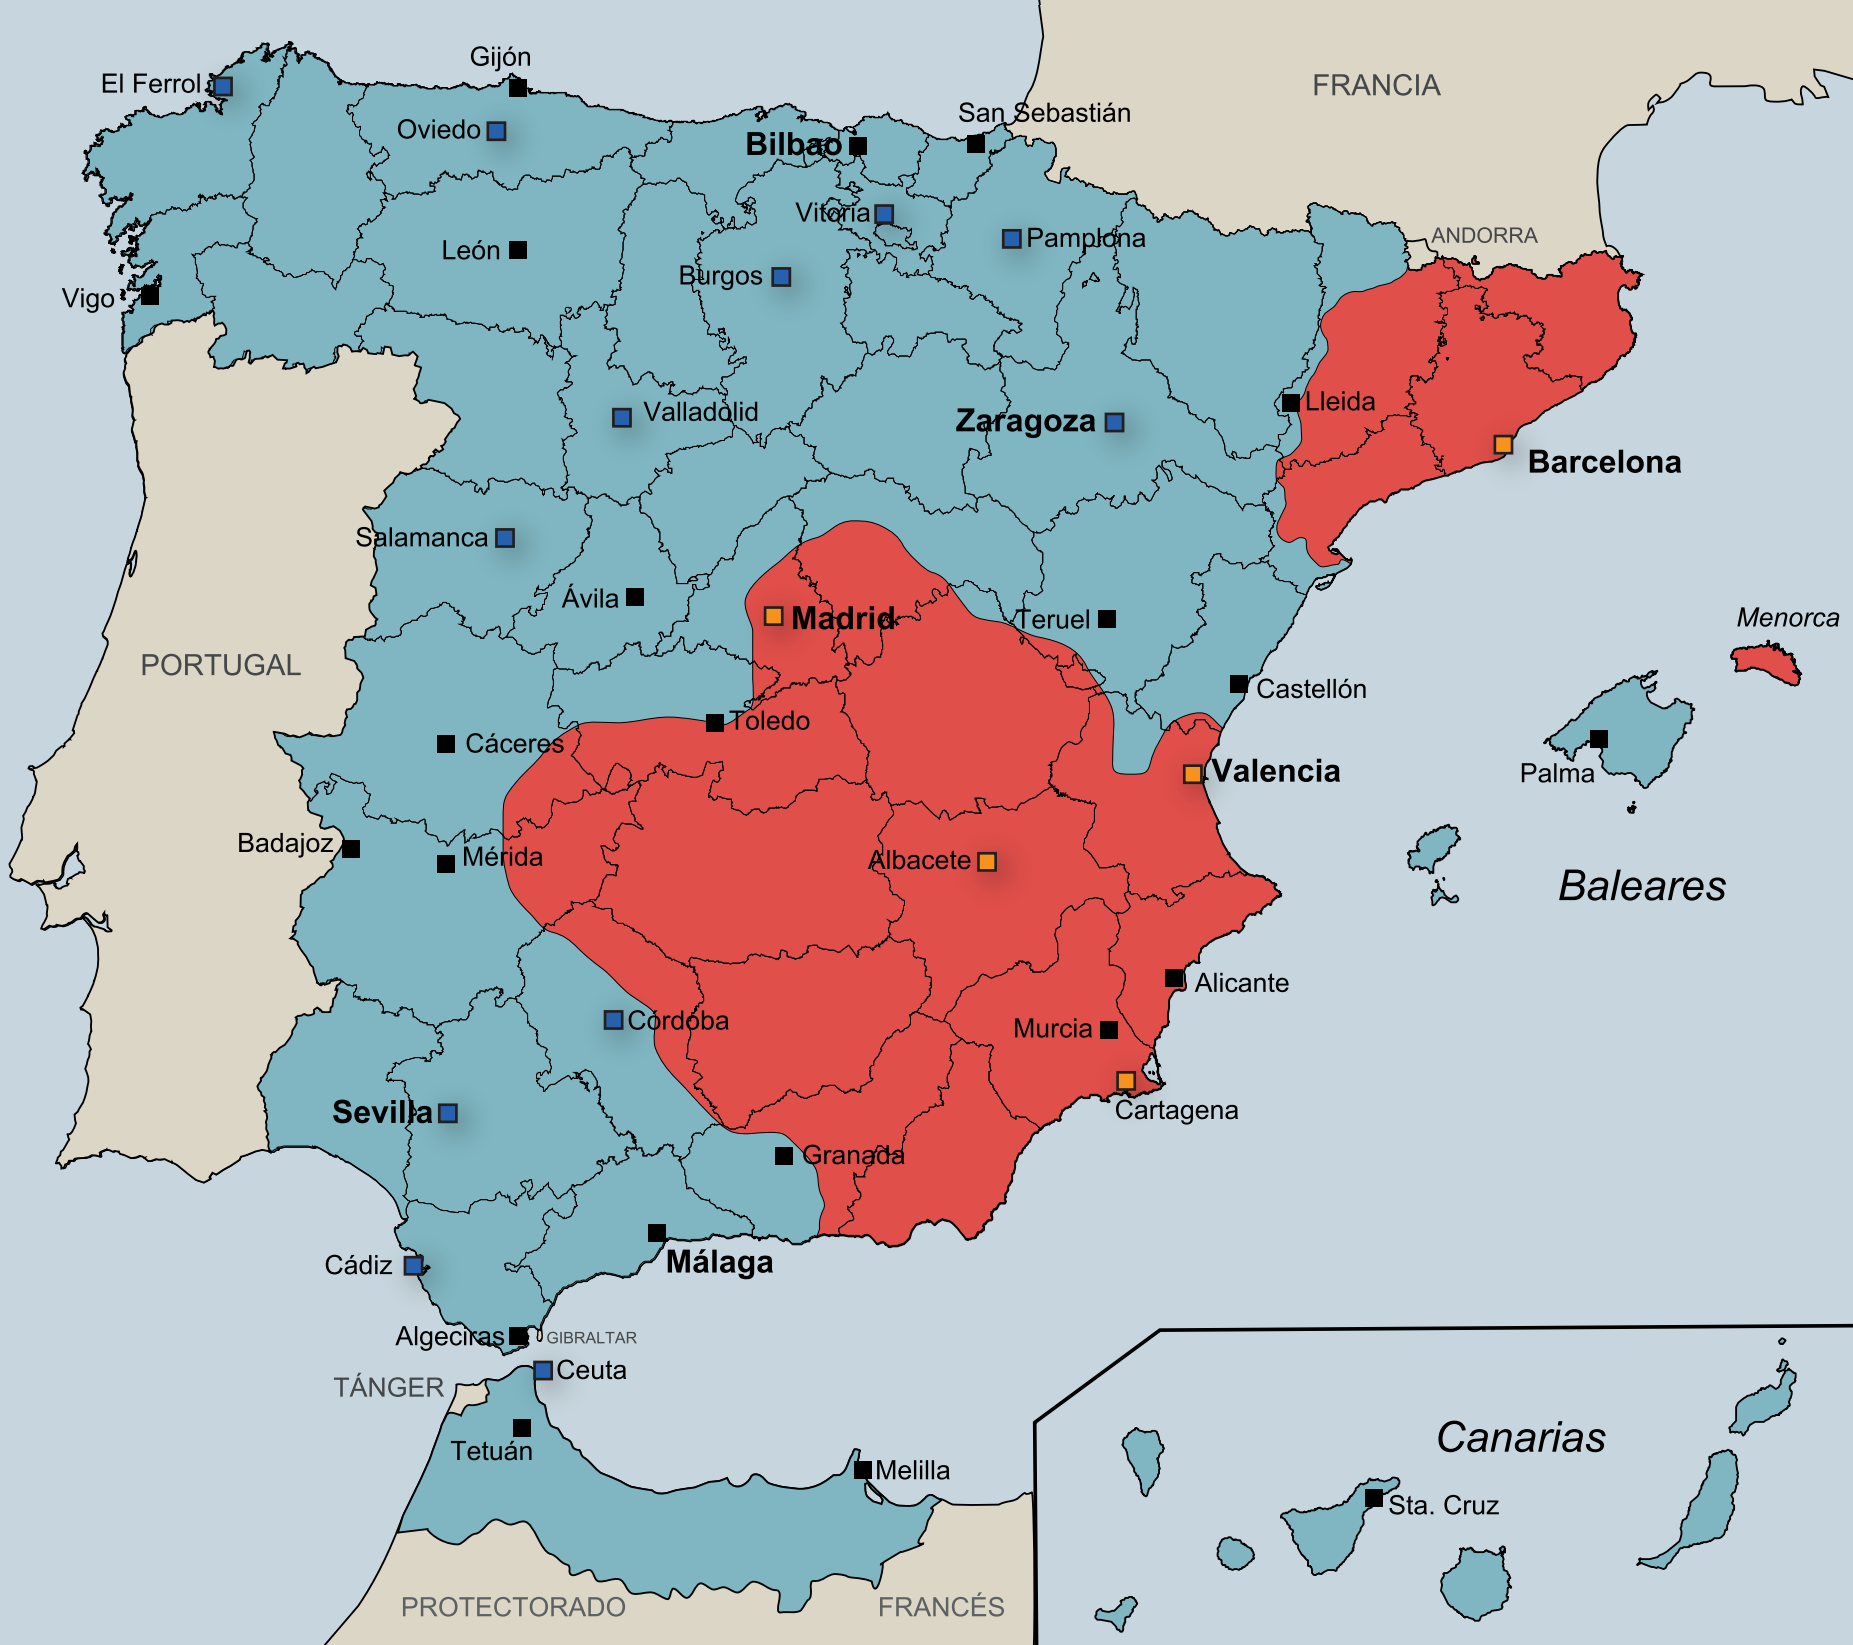 Gijón
El Ferrol
FRANCIA
San Sebastián
Oviedo
Bilbao
Vitoria
Pamplona
ANDORRA
León
Burgos
Vigo
Lleida
Valladolid
Zaragoza
Barcelona
Salamanca
Ávila
Madrid
Teruel
Menorca
PORTUGAL
Castellón
Toledo
Cáceres
Valencia
Palma
Badajoz
Mérida
Albacete
Baleares
Alicante
Córdoba
Murcia
Cartagena
Sevilla
Granada
Málaga
Cádiz
Algeciras
GIBRALTAR
Ceuta
TÁNGER
Tetuán
Melilla
Canarias
Sta. Cruz
PROTECTORADO FRANCÉS